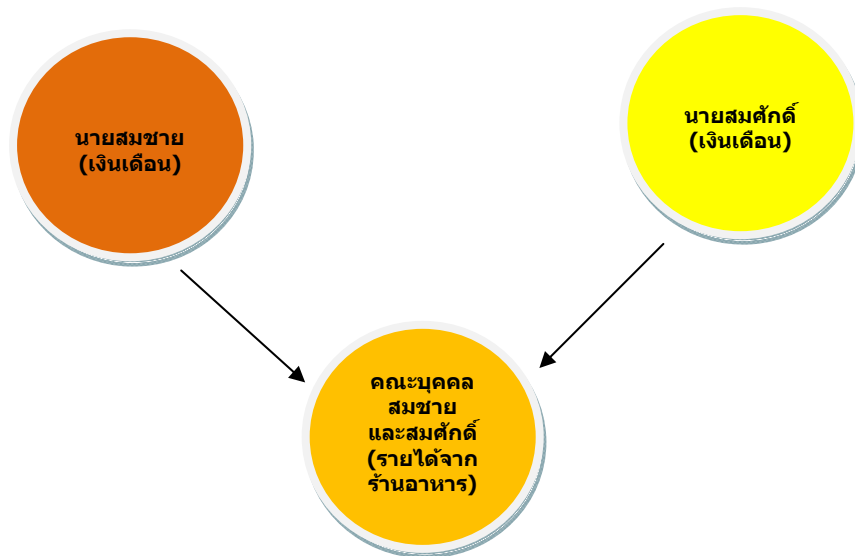 นายสมชาย
(เงินเดือน)
นายสมศักดิ์
(เงินเดือน)
คณะบุคคล
สมชาย
และสมศักดิ์
(รายได้จาก
ร้านอาหาร)